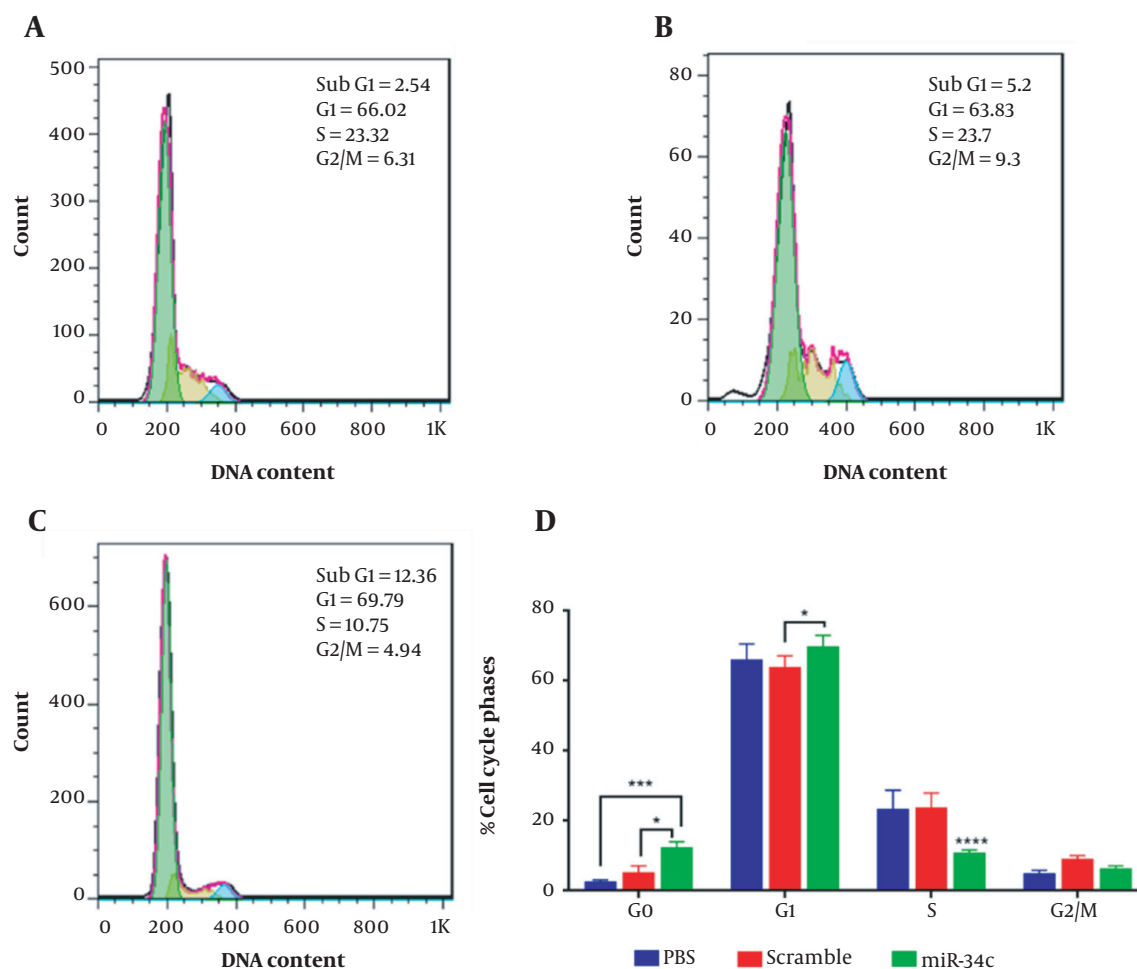 A
500
400
300
200
100
0
Count
Sub G1 = 2.54
G1 = 66.02
S = 23.32
G2/M = 6.31
0 200 400 600 800 1K
DNA content
B
80
60
40
20
0
Count
Sub G1 = 5.2
G1 = 63.83
S = 23.7
G2/M = 9.3
0 200 400 600 800 1K
DNA content
C
600
400
200
0
Count
Sub G1 = 12.36
G1 = 69.79
S = 10.75
G2/M = 4.94
0 200 400 600 800 1K
DNA content
D
80
60
40
20
0
% Cell cycle phases
***
*
*
****
G0 G1 S G2/M
PBS Scramble miR-34c